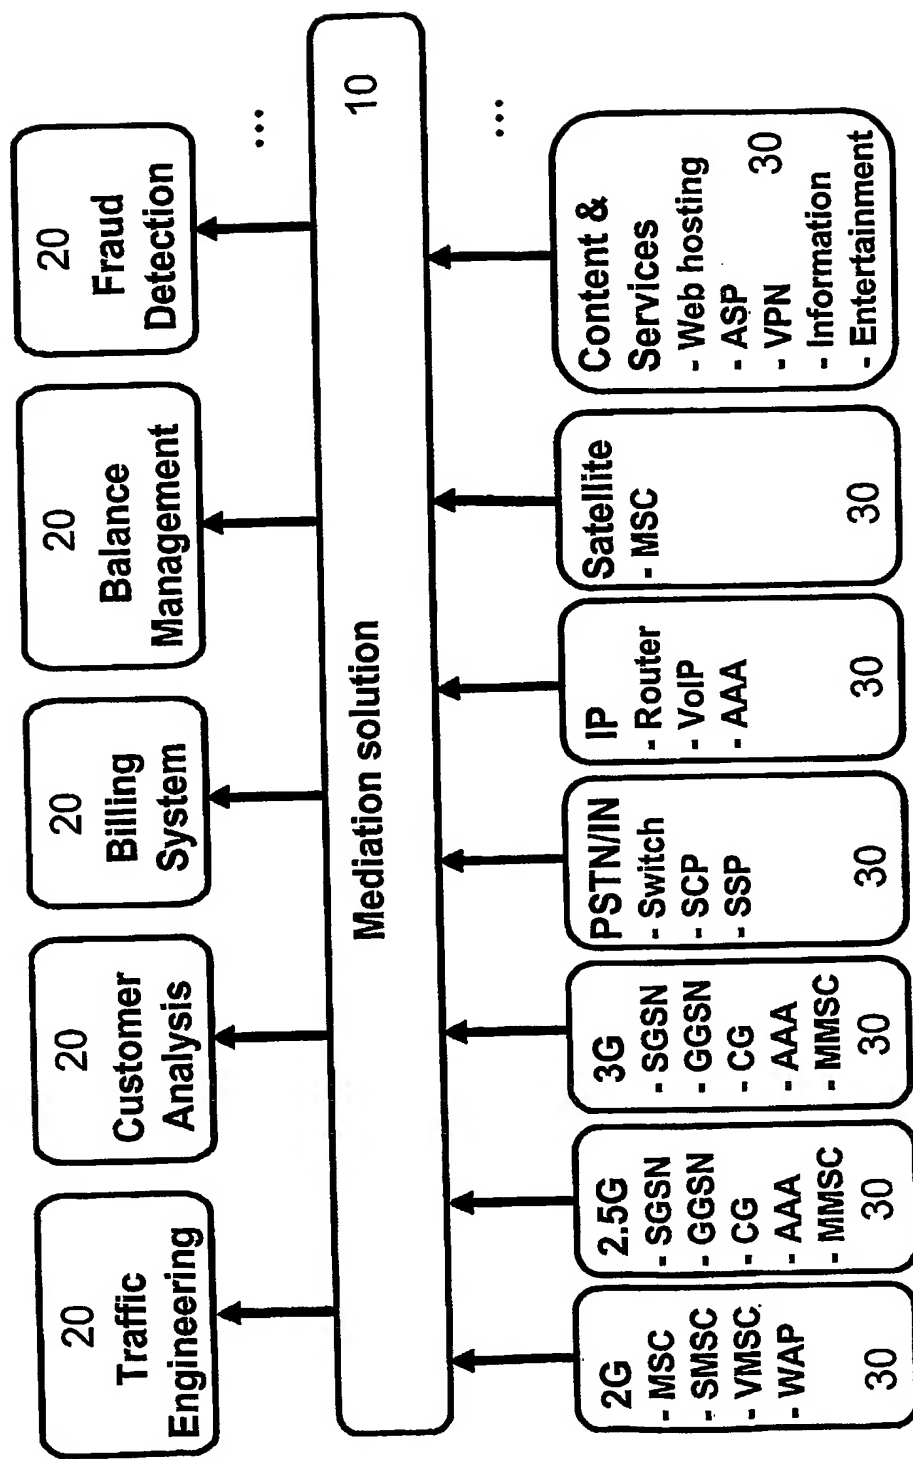 20
Traffic
Engineering
20
Customer
Analysis
20
Billing
System
20
Balance
Management
20
Fraud
Detection
...
Mediation solution
10
2G
- MSC
- SMSC
- VMSC
- WAP
30
2.5G
- SGSN
- GGSN
- CG
- AAA
- MMSC
30
3G
- SGSN
- GGSN
- CG
- AAA
- MMSC
30
PSTN/IN
- Switch
- SCP
- SSP
30
IP
- Router
- VoIP
- AAA
30
Satellite
- MSC
30
Content &
Services
- Web hosting
- ASP
- VPN 30
- Information
- Entertainment
...